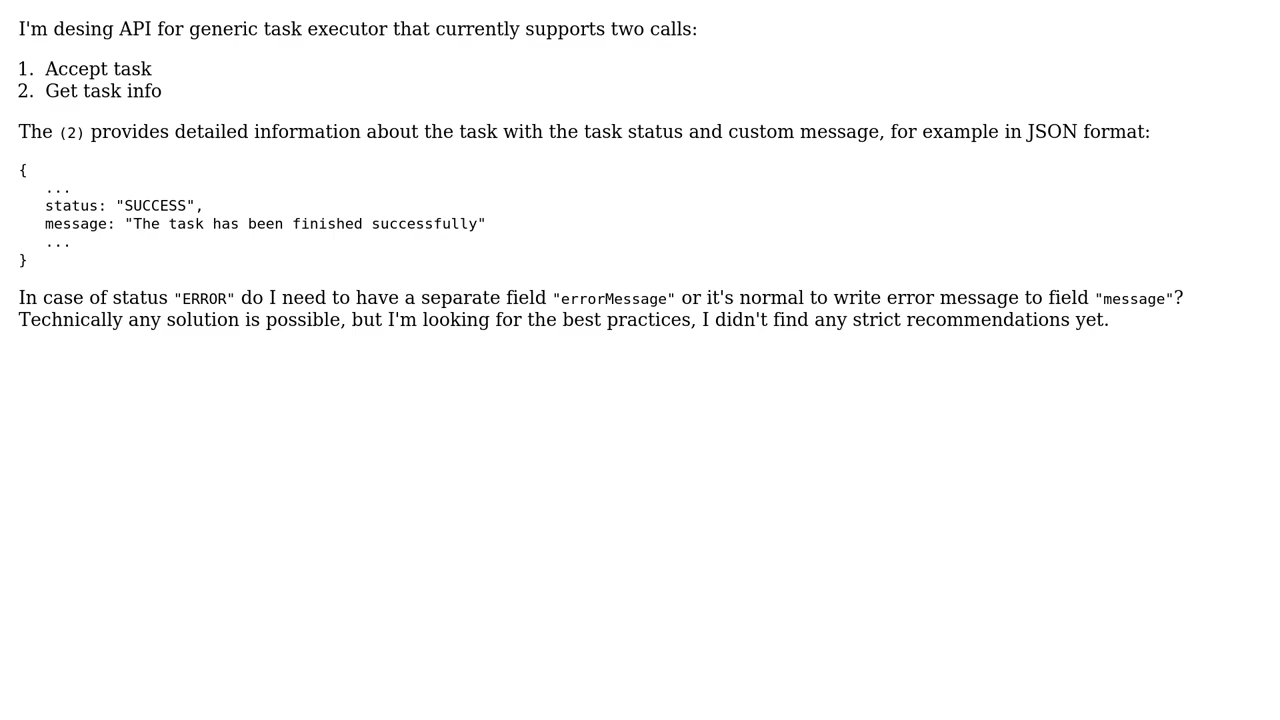 I'm desing API for generic task executor that currently supports two calls:
1. Accept task
2. Get task info
The (2) provides detailed information about the task with the task status and custom message, for example in JSON format:
{
   ...
   status: "SUCCESS",
   message: "The task has been finished successfully"
   ...
}
In case of status "ERROR" do I need to have a separate field "errorMessage" or it's normal to write error message to field "message"?
Technically any solution is possible, but I'm looking for the best practices, I didn't find any strict recommendations yet.